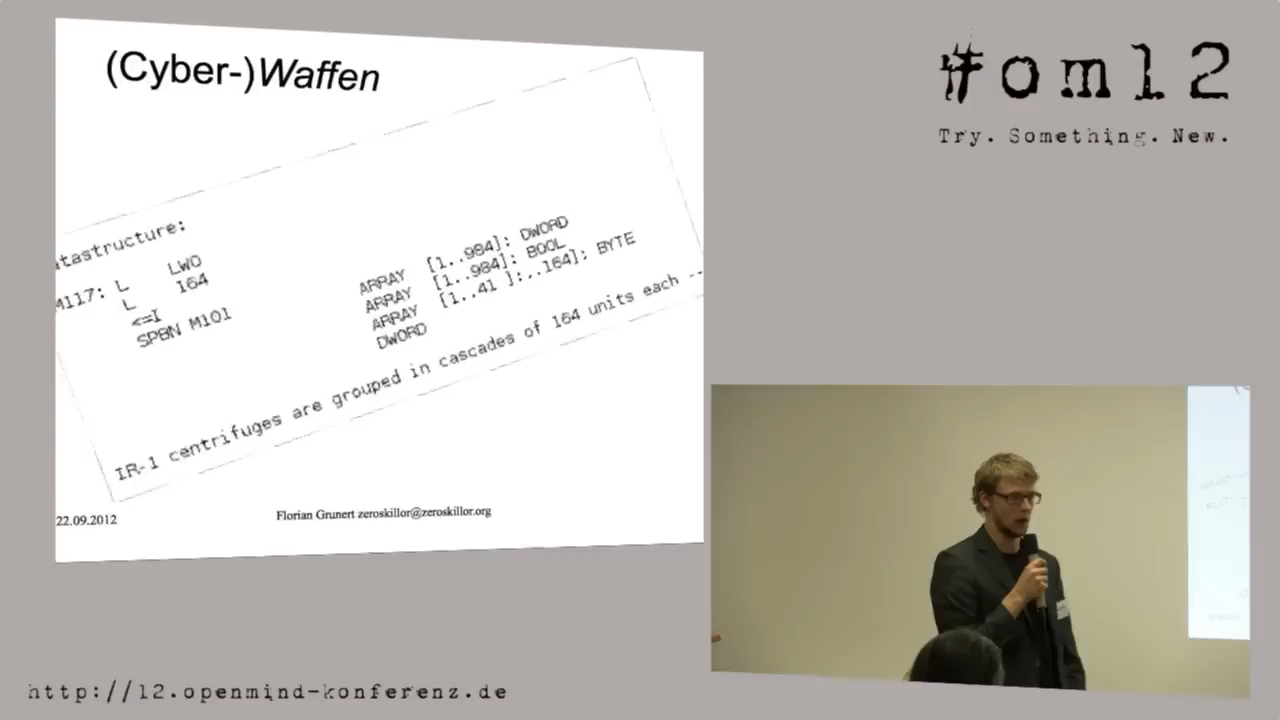 (Cyber-)Waffen
#om12
Try. Something. New.
tastructure:
M117: L LWO
L 164
<=I
SPBN M101
ARRAY [1..984]: DWORD
ARRAY [1..984]: BOOL
ARRAY [1..41 ]:..164]: BYTE
DWORD
IR-1 centrifuges are grouped in cascades of 164 units each --
22.09.2012
Florian Grunert zeroskillor@zeroskillor.org
http://12.openmind-konferenz.de